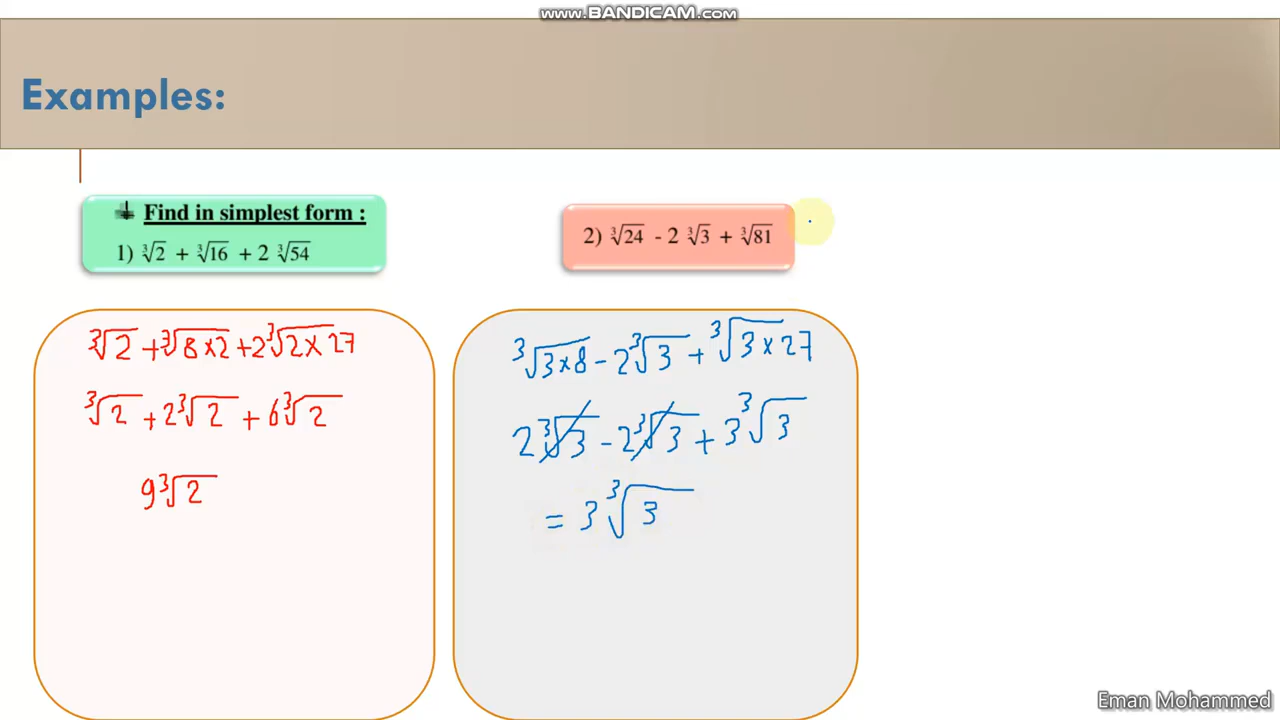 www.BANDICAM.com
Examples:
Find in simplest form :
1) ∛2 + ∛16 + 2 ∛54
2) ∛24 - 2 ∛3 + ∛81
∛2 + ∛8×2 + 2∛2×27
∛2 + 2∛2 + 6∛2
9∛2
∛3×8 - 2∛3 + ∛3×27
2∛3 - 2∛3 + 3∛3
= 3∛3
Eman Mohammed